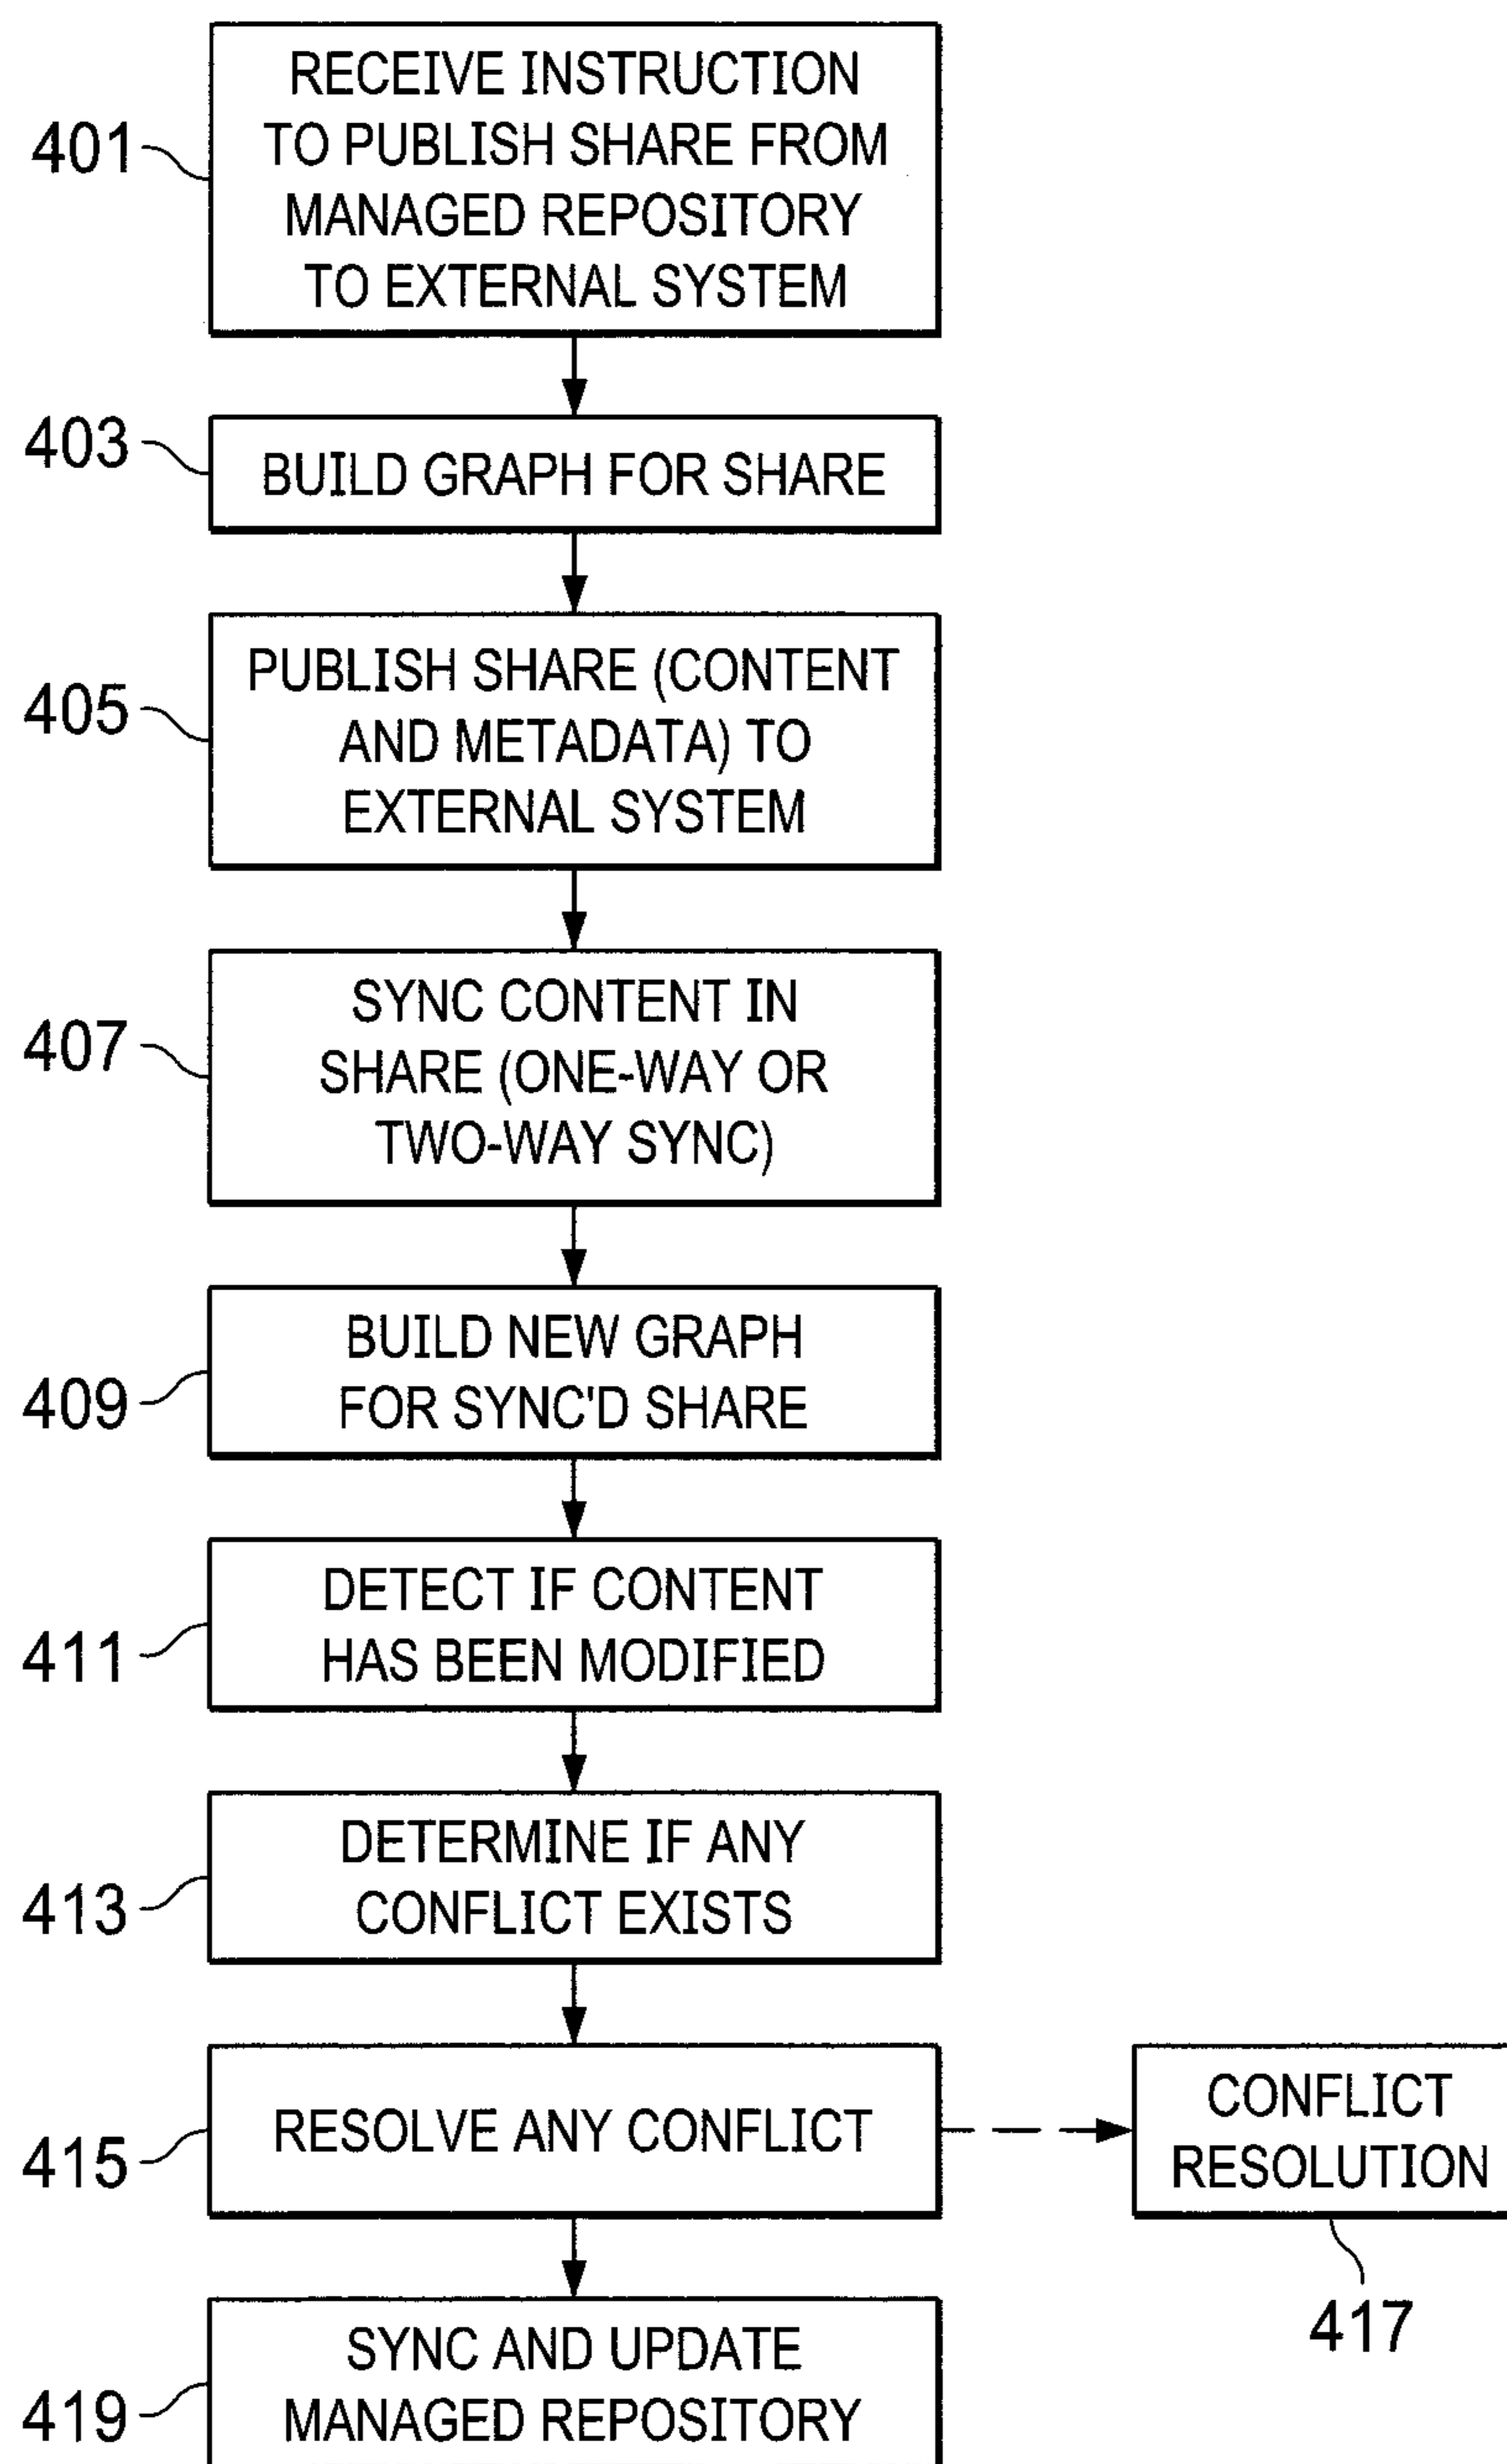 401
RECEIVE INSTRUCTION
TO PUBLISH SHARE FROM
MANAGED REPOSITORY
TO EXTERNAL SYSTEM
403
BUILD GRAPH FOR SHARE
405
PUBLISH SHARE (CONTENT
AND METADATA) TO
EXTERNAL SYSTEM
407
SYNC CONTENT IN
SHARE (ONE-WAY OR
TWO-WAY SYNC)
409
BUILD NEW GRAPH
FOR SYNC'D SHARE
411
DETECT IF CONTENT
HAS BEEN MODIFIED
413
DETERMINE IF ANY
CONFLICT EXISTS
415
RESOLVE ANY CONFLICT
CONFLICT
RESOLUTION
417
419
SYNC AND UPDATE
MANAGED REPOSITORY